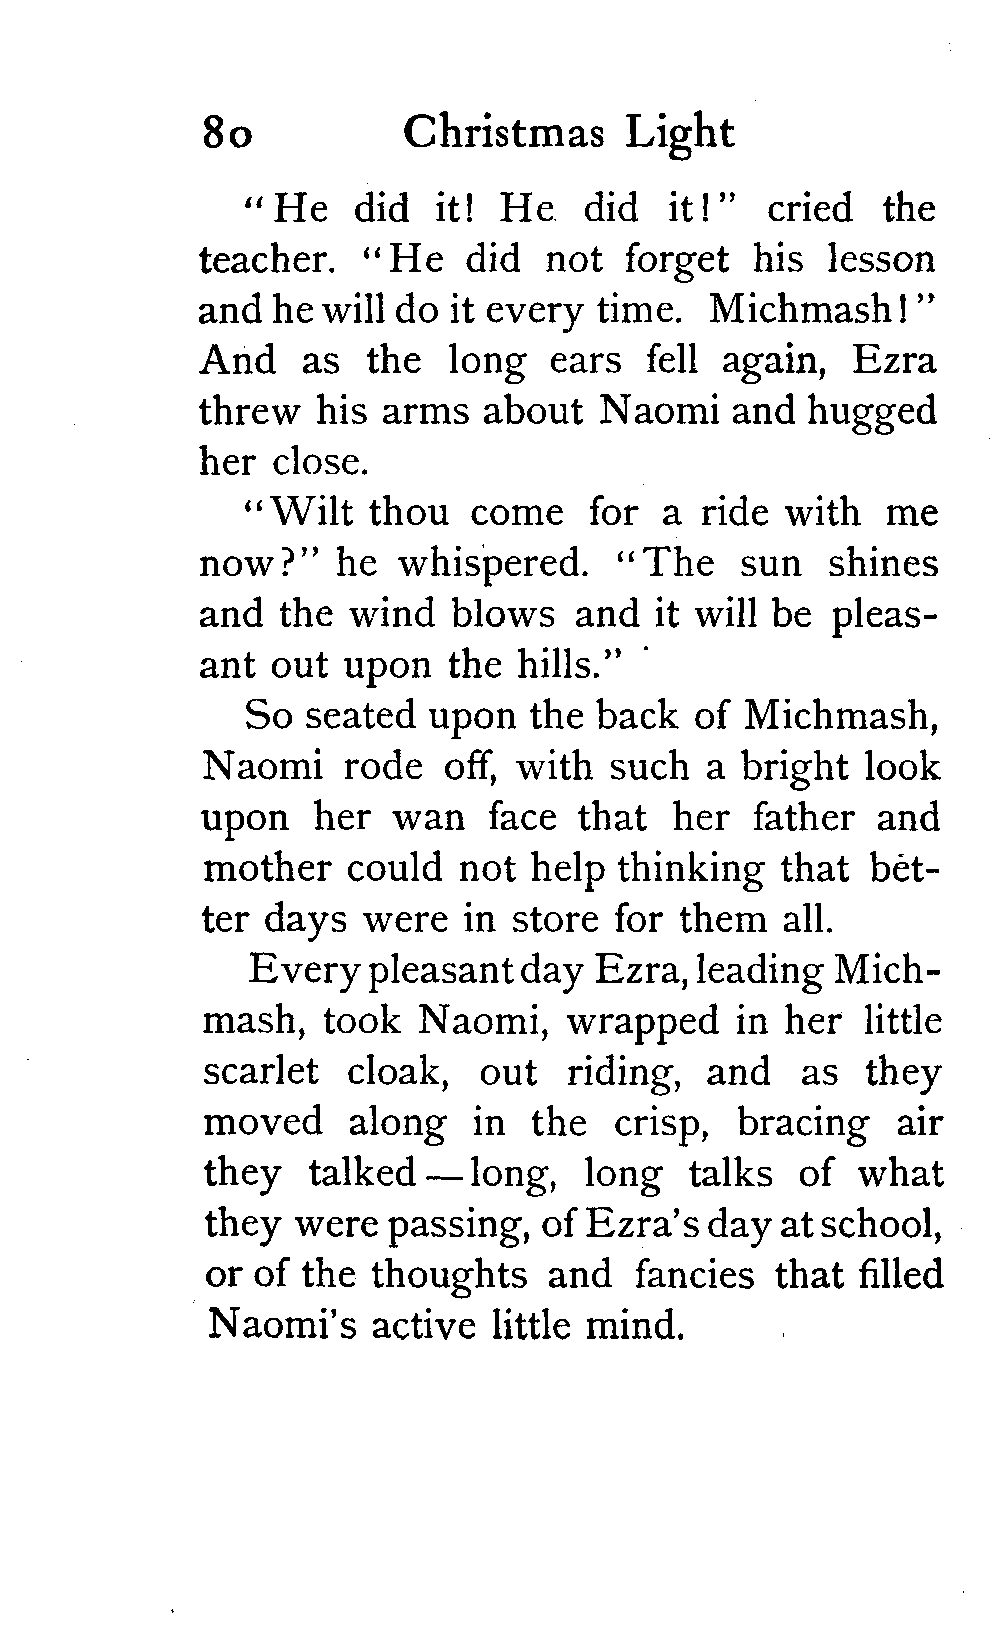 80 Christmas Light
"He did it! He did it!" cried the
teacher. "He did not forget his lesson
and he will do it every time. Michmash!"
And as the long ears fell again, Ezra
threw his arms about Naomi and hugged
her close.
"Wilt thou come for a ride with me
now?" he whispered. "The sun shines
and the wind blows and it will be pleas-
ant out upon the hills."
So seated upon the back of Michmash,
Naomi rode off, with such a bright look
upon her wan face that her father and
mother could not help thinking that bet-
ter days were in store for them all.
Every pleasant day Ezra, leading Mich-
mash, took Naomi, wrapped in her little
scarlet cloak, out riding, and as they
moved along in the crisp, bracing air
they talked—long, long talks of what
they were passing, of Ezra's day at school,
or of the thoughts and fancies that filled
Naomi's active little mind.